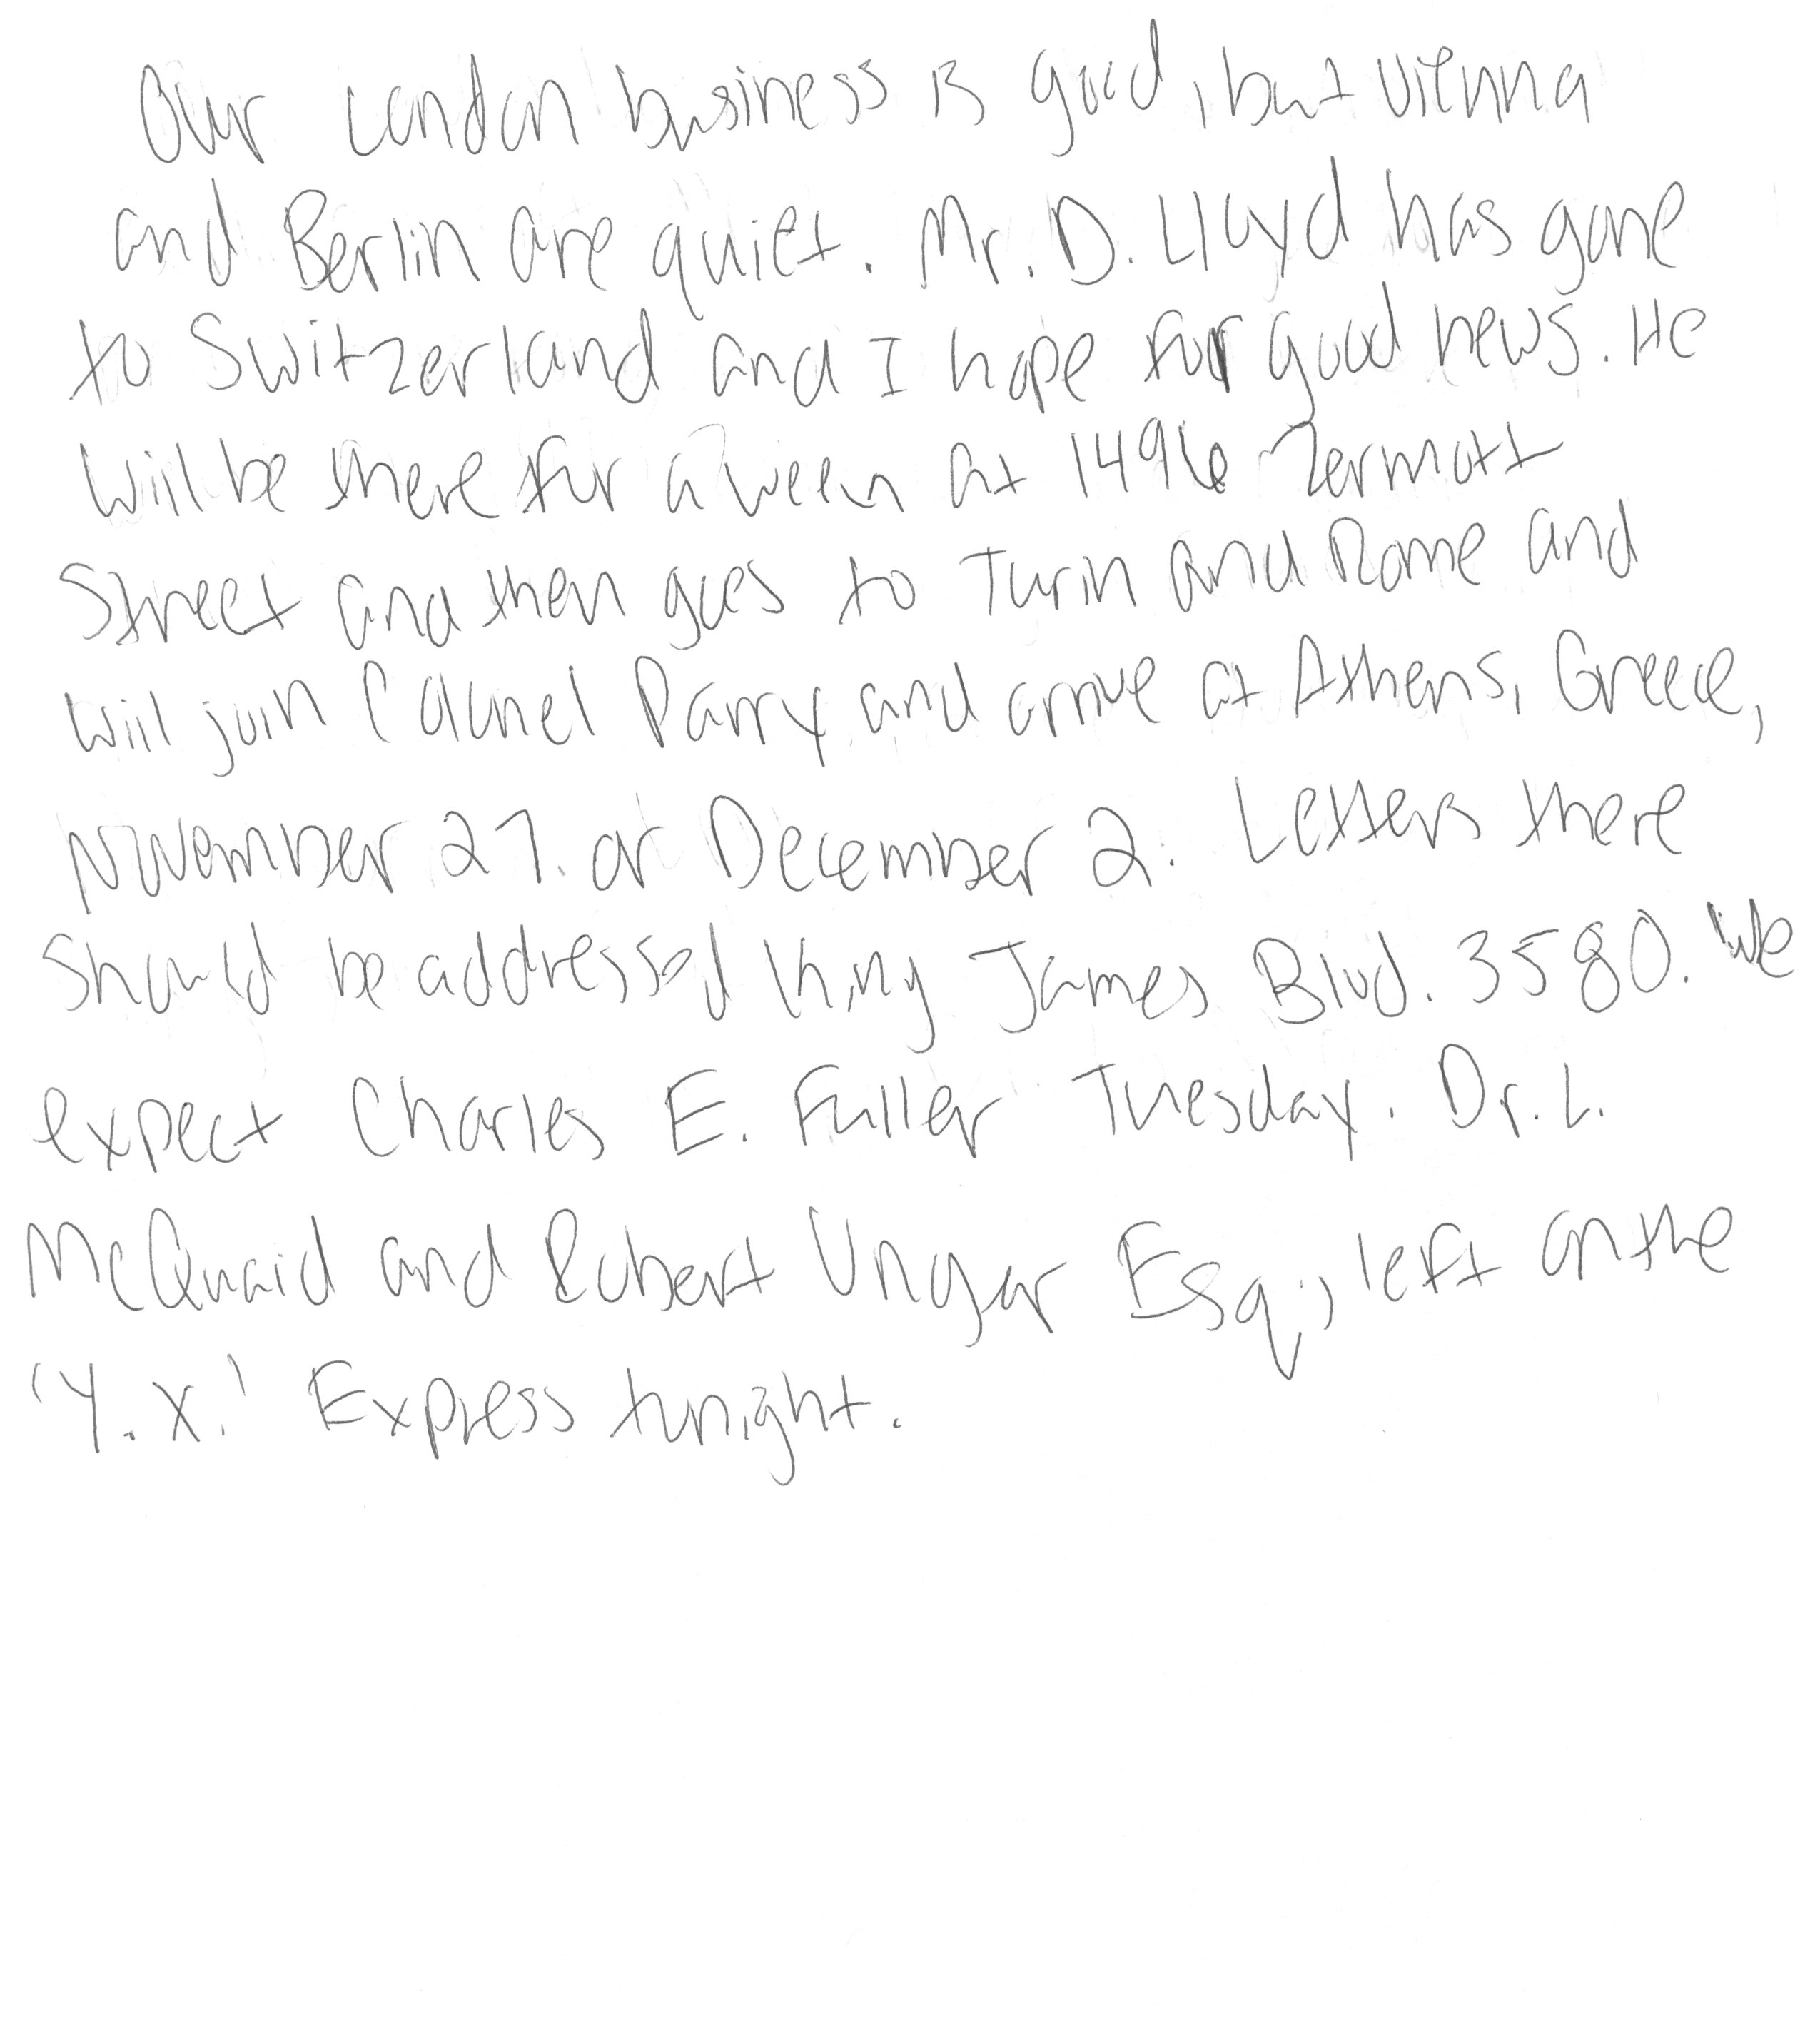 Our London business is good, but Vienna
and Berlin are quiet. Mr. D. Lloyd has gone
to Switzerland and I hope for good news. He
will be there for a week at 1496 Zermott
Street and then goes to Turin and Rome and
will join Colonel Parry and arrive at Athens, Greece,
November 27. or December 2. Letters there
should be addressed King James Blvd. 3580. We
expect Charles E. Fuller Tuesday. Dr. L.
McQuaid and Robert Ungar Esq., left on the
'Y.X.' Express tonight.